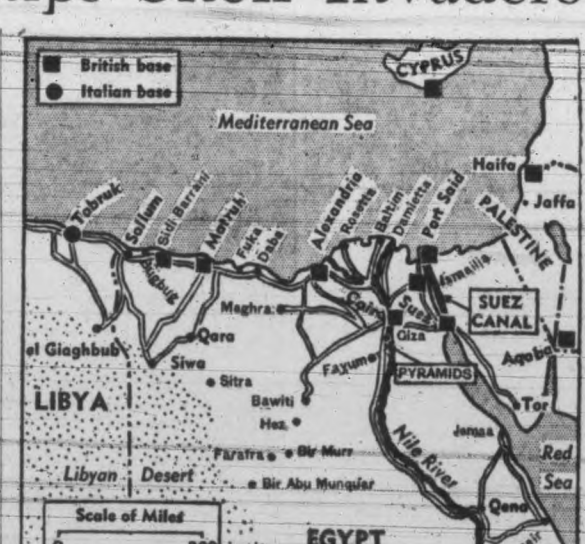 British base
Italian base
CYPRUS
Mediterranean Sea
Haifa
Jaffa
PALESTINE
Tobruk
Sollum
Sidi Barrani
Matruh
Fuka
Daba
Alexandria
Rosetta
Baltim
Damietta
Port Said
Ismailia
SUEZ
CANAL
Maghra
Cairo
Suez
Giza
Qara
el Giaghbub
Siwa
Sitra
Fayume
PYRAMIDS
Aqaba
Bawiti
Tor
LIBYA
Hez
Jemsa
Farafra
Bir Murr
Nile River
Red
Sea
Libyan Desert
Bir Abu Munquar
Qena
Scale of Miles
EGYPT